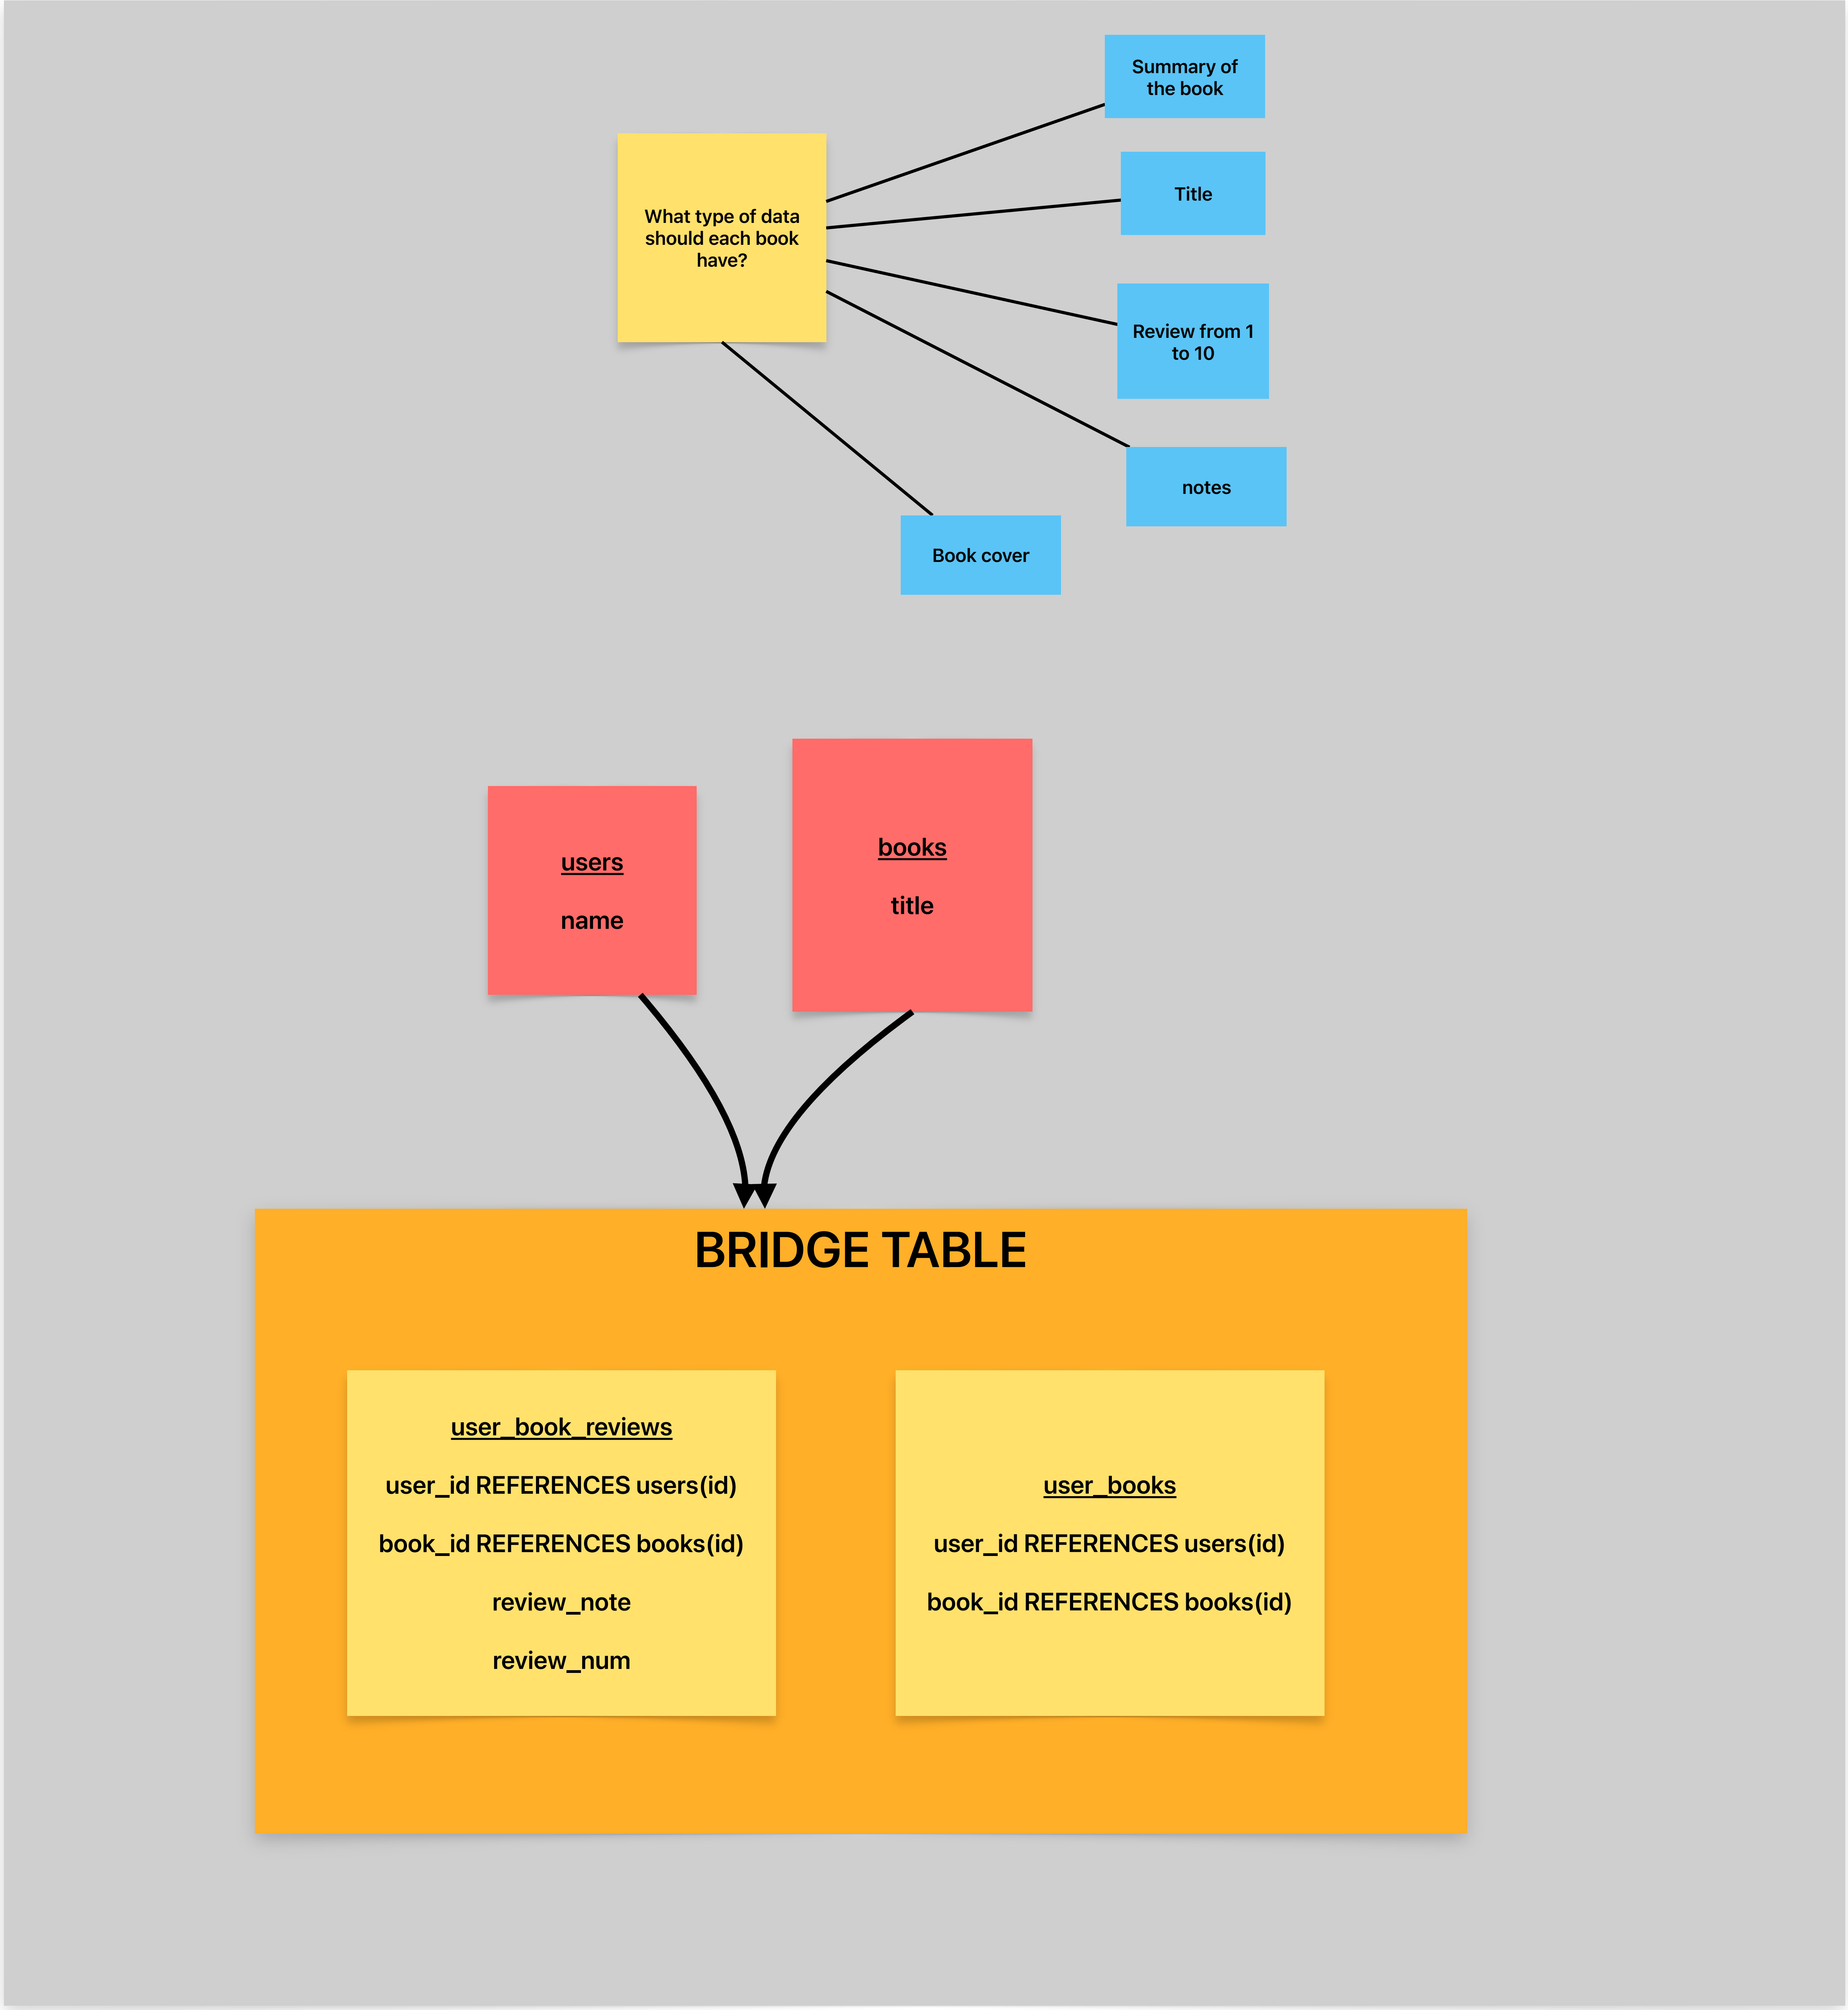 Summary of
the book
Title
What type of data
should each book
have?
Review from 1
to 10
notes
Book cover
users
name
books
title
BRIDGE TABLE
user_book_reviews
user_id REFERENCES users(id)
book_id REFERENCES books(id)
review_note
review_num
user_books
user_id REFERENCES users(id)
book_id REFERENCES books(id)